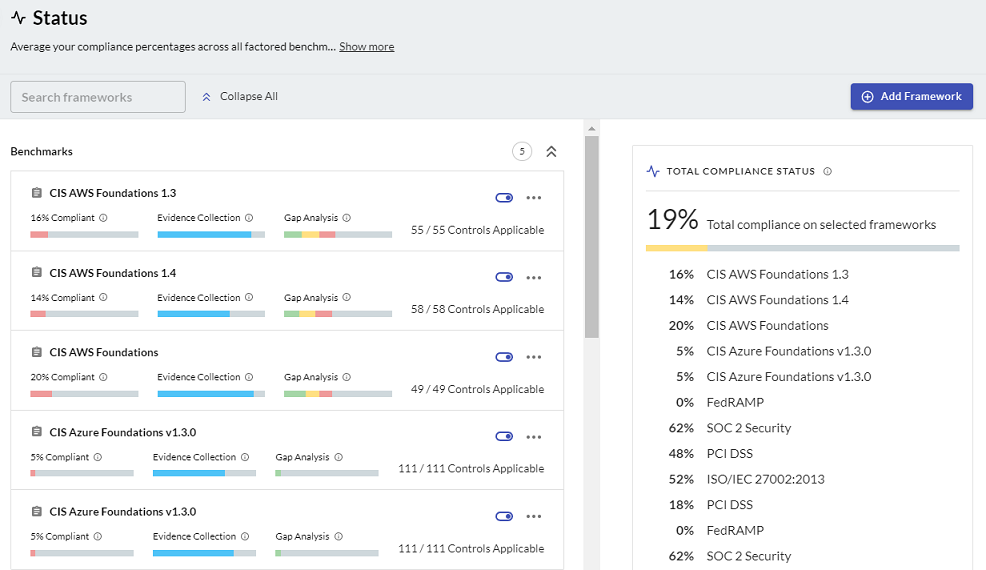 Status
Average your compliance percentages across all factored benchm... Show more
Search frameworks
Collapse All
Add Framework
Benchmarks
5
CIS AWS Foundations 1.3
16% Compliant
Evidence Collection
Gap Analysis
55 / 55 Controls Applicable
CIS AWS Foundations 1.4
14% Compliant
Evidence Collection
Gap Analysis
58 / 58 Controls Applicable
CIS AWS Foundations
20% Compliant
Evidence Collection
Gap Analysis
49 / 49 Controls Applicable
CIS Azure Foundations v1.3.0
5% Compliant
Evidence Collection
Gap Analysis
111 / 111 Controls Applicable
CIS Azure Foundations v1.3.0
5% Compliant
Evidence Collection
Gap Analysis
111 / 111 Controls Applicable
TOTAL COMPLIANCE STATUS
19% Total compliance on selected frameworks
16% CIS AWS Foundations 1.3
14% CIS AWS Foundations 1.4
20% CIS AWS Foundations
5% CIS Azure Foundations v1.3.0
5% CIS Azure Foundations v1.3.0
0% FedRAMP
62% SOC 2 Security
48% PCI DSS
52% ISO/IEC 27002:2013
18% PCI DSS
0% FedRAMP
62% SOC 2 Security